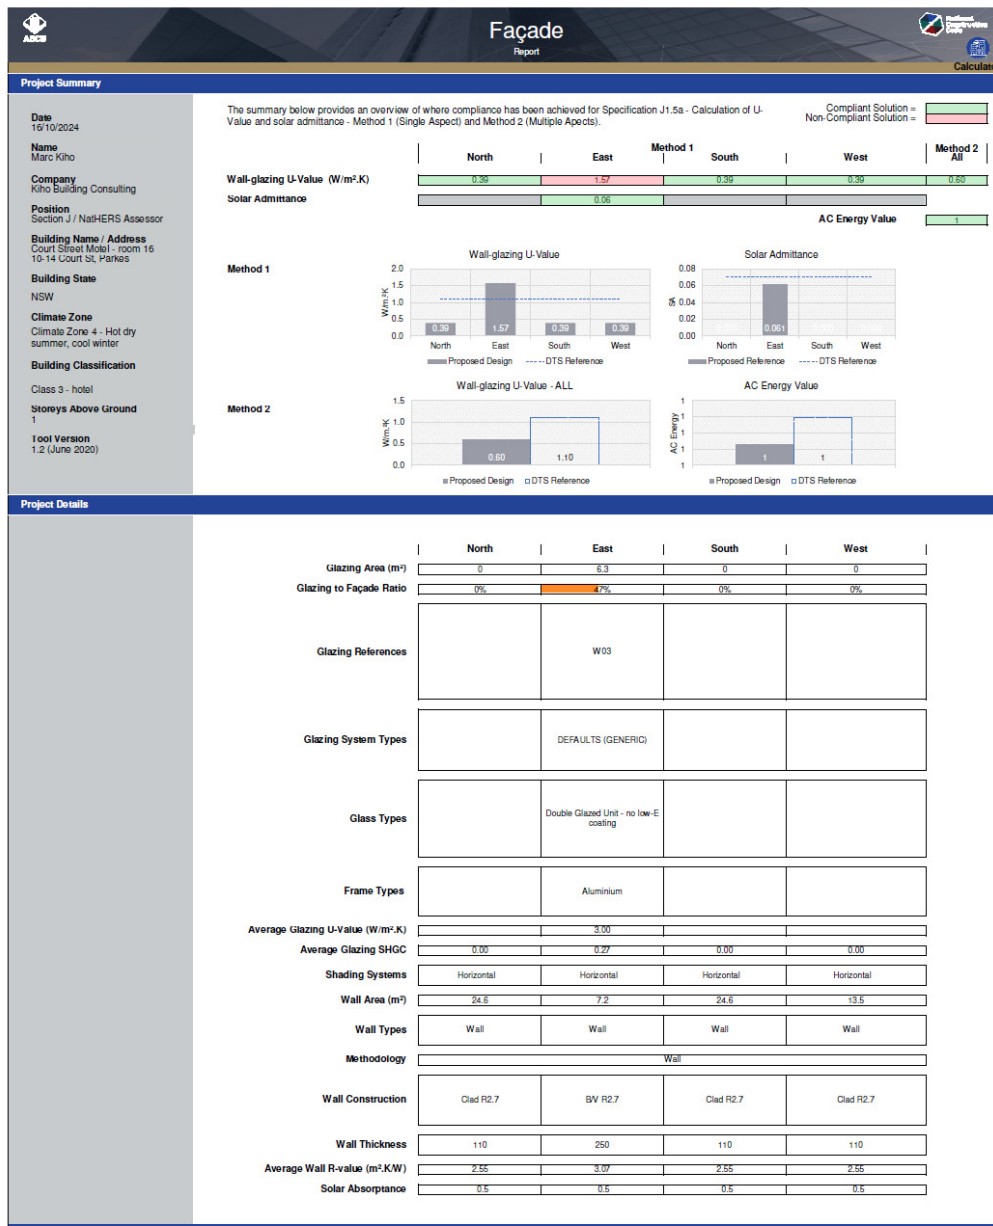 Façade
Report
ABCB
National
Construction
Code
Calculat
Project Summary
Date
16/10/2024
Name
Marc Kiho
Company
Kiho Building Consulting
Position
Section J / NatHERS Assessor
Building Name / Address
Court Street Motel - room 16
10-14 Court St, Parkes
Building State
NSW
Climate Zone
Climate Zone 4 - Hot dry
summer, cool winter
Building Classification
Class 3 - hotel
Storeys Above Ground
1
Tool Version
1.2 (June 2020)
The summary below provides an overview of where compliance has been achieved for Specification J1.5a - Calculation of U-
Value and solar admittance - Method 1 (Single Aspect) and Method 2 (Multiple Apects).
Compliant Solution =
Non-Compliant Solution =
Method 1 Method 2
North East South West All
Wall-glazing U-Value (W/m².K) 0.39 1.57 0.39 0.39 0.60
Solar Admittance 0.06
AC Energy Value 1
Method 1
Wall-glazing U-Value
W/m.²K
2.0
1.5
1.0
0.5
0.0
0.39 1.57 0.39 0.39
North East South West
Proposed Design DTS Reference
Solar Admittance
SA
0.08
0.06
0.04
0.02
0.00
0.061
North East South West
Proposed Reference DTS Reference
Method 2
Wall-glazing U-Value - ALL
W/m.²K
1.5
1.0
0.5
0.0
0.60 1.10
Proposed Design DTS Reference
AC Energy Value
AC Energy
1
1
1
1
1
1 1
Proposed Design DTS Reference
Project Details
North East South West
Glazing Area (m²) 0 6.3 0 0
Glazing to Façade Ratio 0% 47% 0% 0%
Glazing References W03
Glazing System Types DEFAULTS (GENERIC)
Glass Types Double Glazed Unit - no low-E
coating
Frame Types Aluminium
Average Glazing U-Value (W/m².K) 3.00
Average Glazing SHGC 0.00 0.27 0.00 0.00
Shading Systems Horizontal Horizontal Horizontal Horizontal
Wall Area (m²) 24.6 7.2 24.6 13.5
Wall Types Wall Wall Wall Wall
Methodology Wall
Wall Construction Clad R2.7 B/V R2.7 Clad R2.7 Clad R2.7
Wall Thickness 110 250 110 110
Average Wall R-value (m².K/W) 2.55 3.07 2.55 2.55
Solar Absorptance 0.5 0.5 0.5 0.5